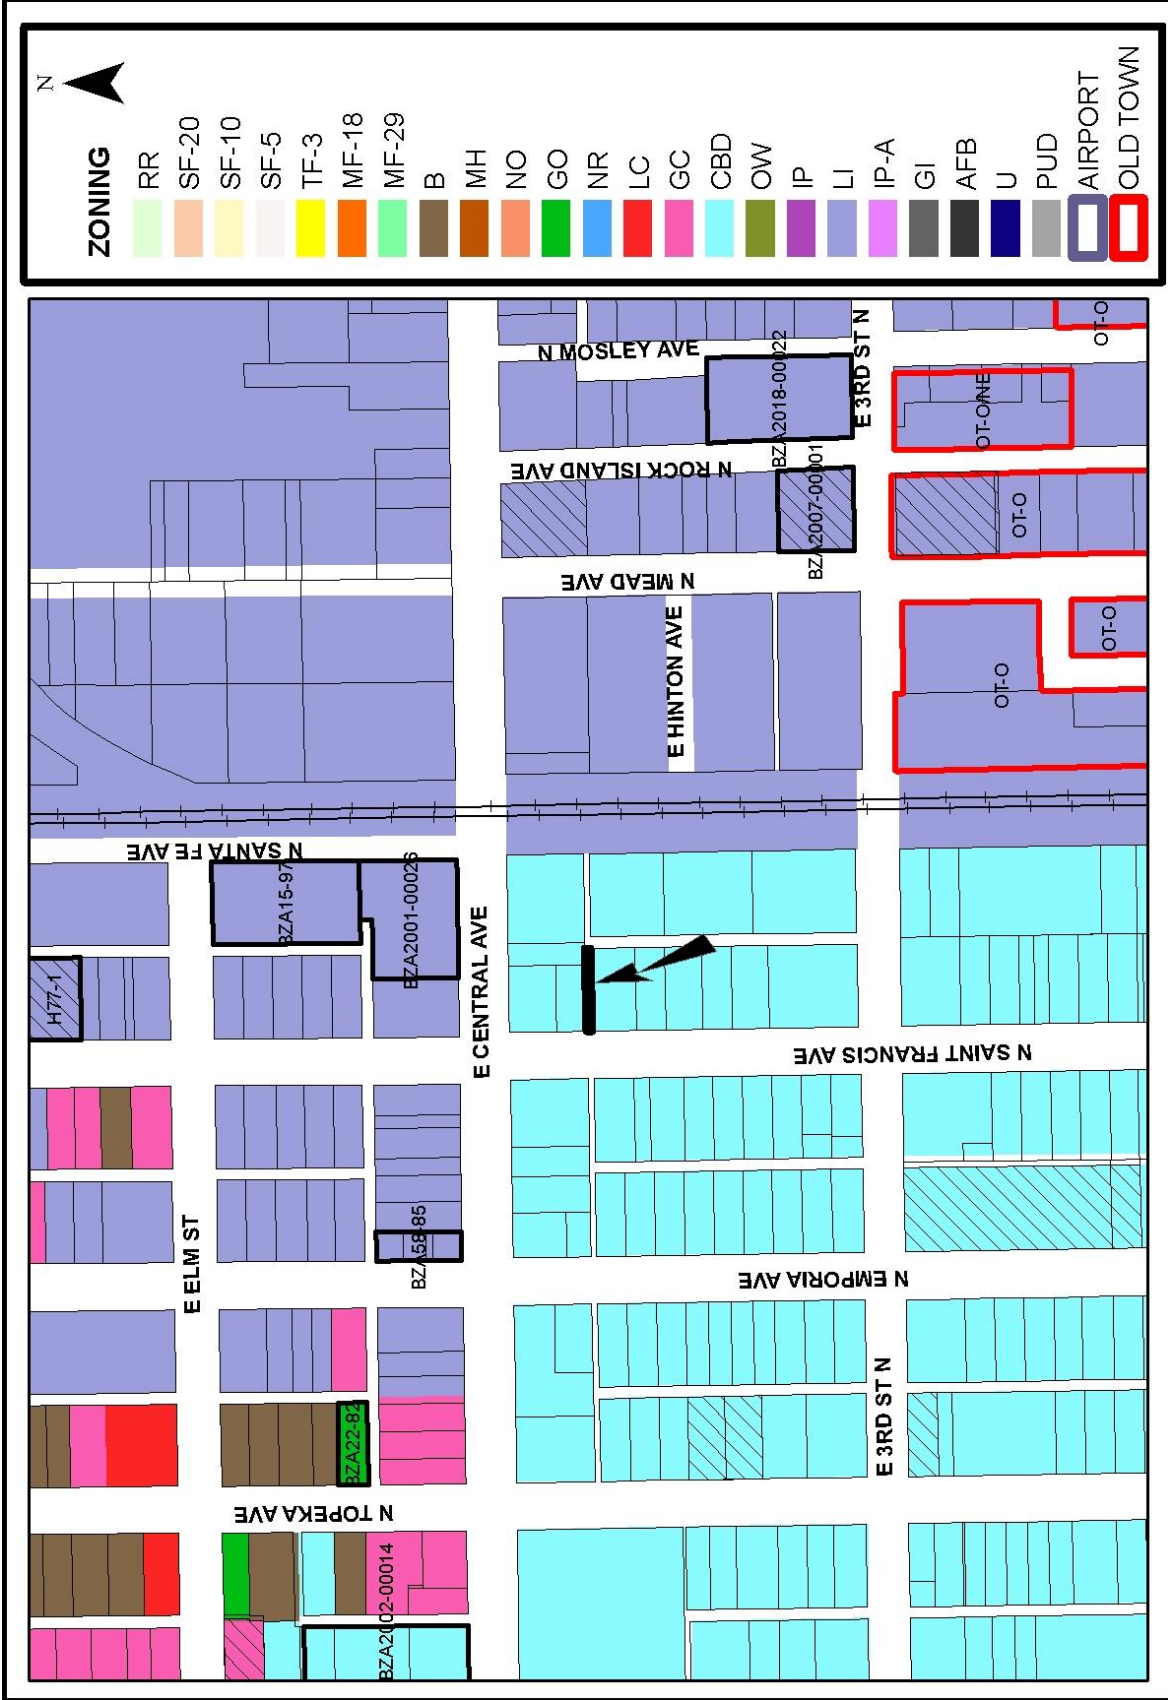 N
ZONING
RR
SF-20
SF-10
SF-5
TF-3
MF-18
MF-29
B
MH
NO
GO
NR
LC
GC
CBD
OW
IP
LI
IP-A
GI
AFB
U
PUD
AIRPORT
OLD TOWN
N MOSLEY AVE
BZA2018-00022
E 3RD ST N
OT-O
OT-O/NE
N ROCK ISLAND AVE
BZA2007-00001
OT-O
N MEAD AVE
E HINTON AVE
OT-O
OT-O
N SANTA FE AVE
BZA15-97
BZA2001-00026
H77-1
E CENTRAL AVE
N SAINT FRANCIS AVE
E ELM ST
BZA58-85
N EMPORIA AVE
E 3RD ST N
BZA22-82
N TOPEKA AVE
BZA2002-00014